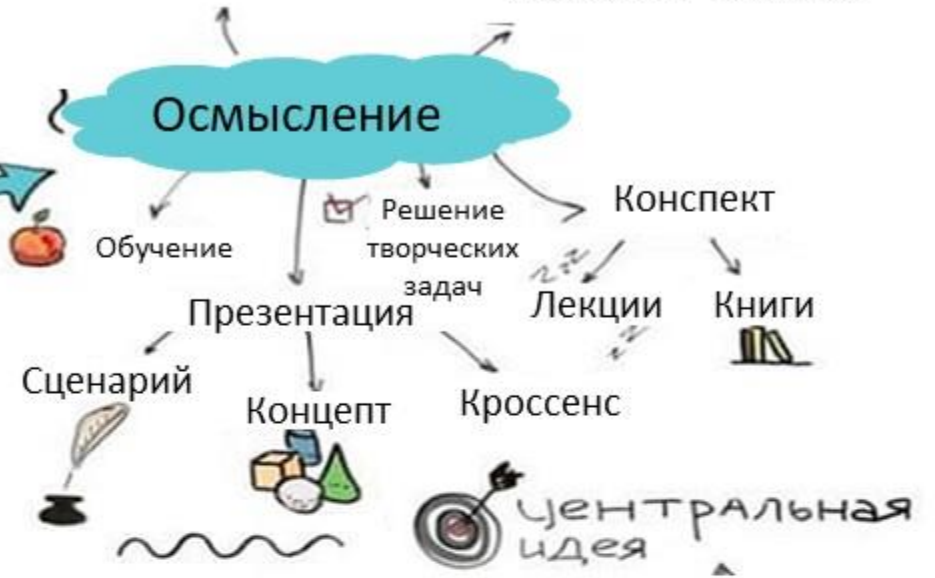 Осмысление
Обучение
Решение
творческих
задач
Конспект
Лекции
Книги
Презентация
Сценарий
Концепт
Кроссенс
центральная
идея